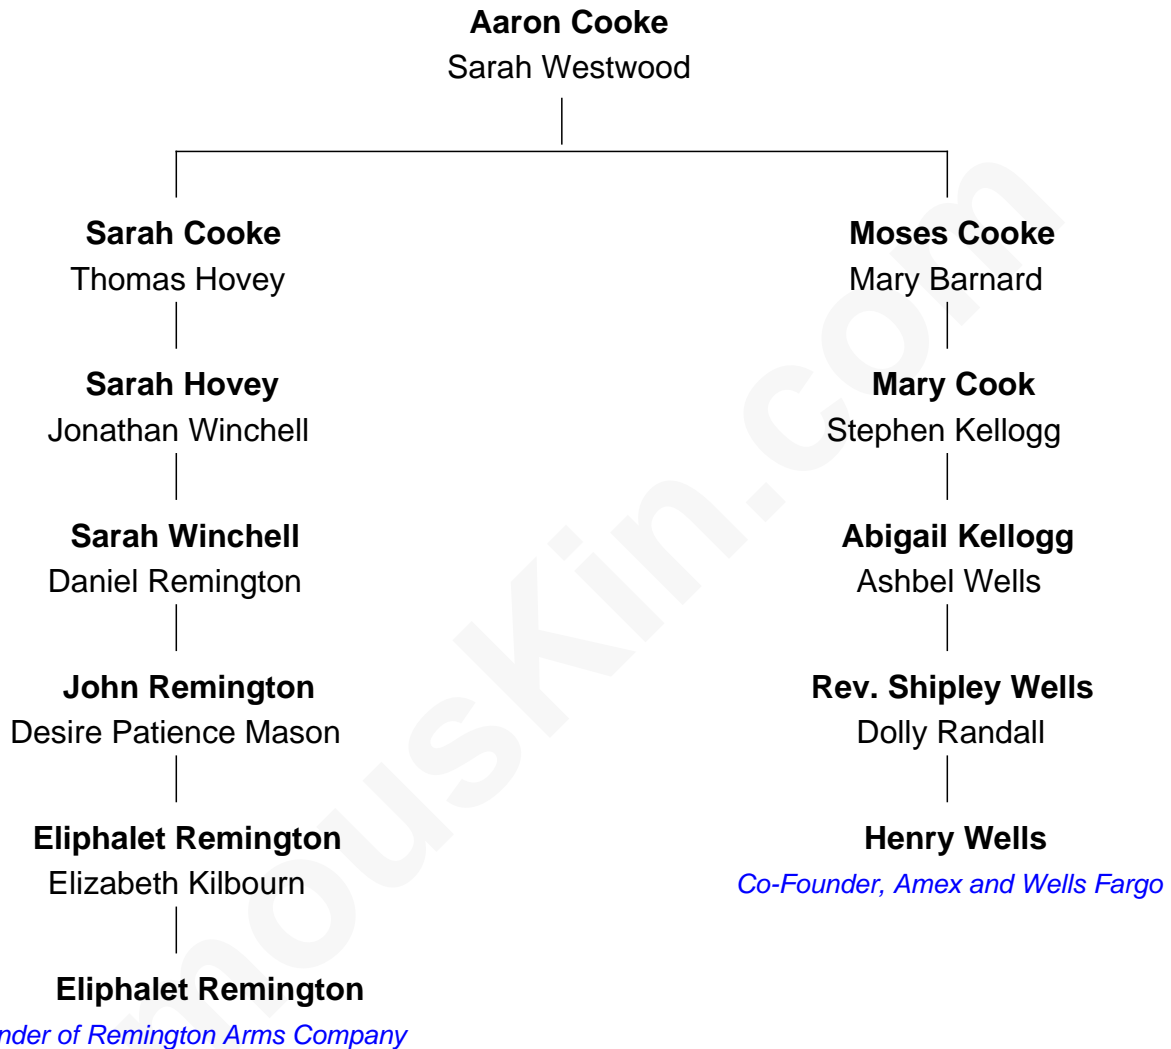 Aaron Cooke
Sarah Westwood
Sarah Cooke
Thomas Hovey
Moses Cooke
Mary Barnard
Sarah Hovey
Jonathan Winchell
Mary Cook
Stephen Kellogg
Sarah Winchell
Daniel Remington
Abigail Kellogg
Ashbel Wells
John Remington
Desire Patience Mason
Rev. Shipley Wells
Dolly Randall
Eliphalet Remington
Elizabeth Kilbourn
Henry Wells
Co-Founder, Amex and Wells Fargo
Eliphalet Remington
nder of Remington Arms Company
mouskin.com